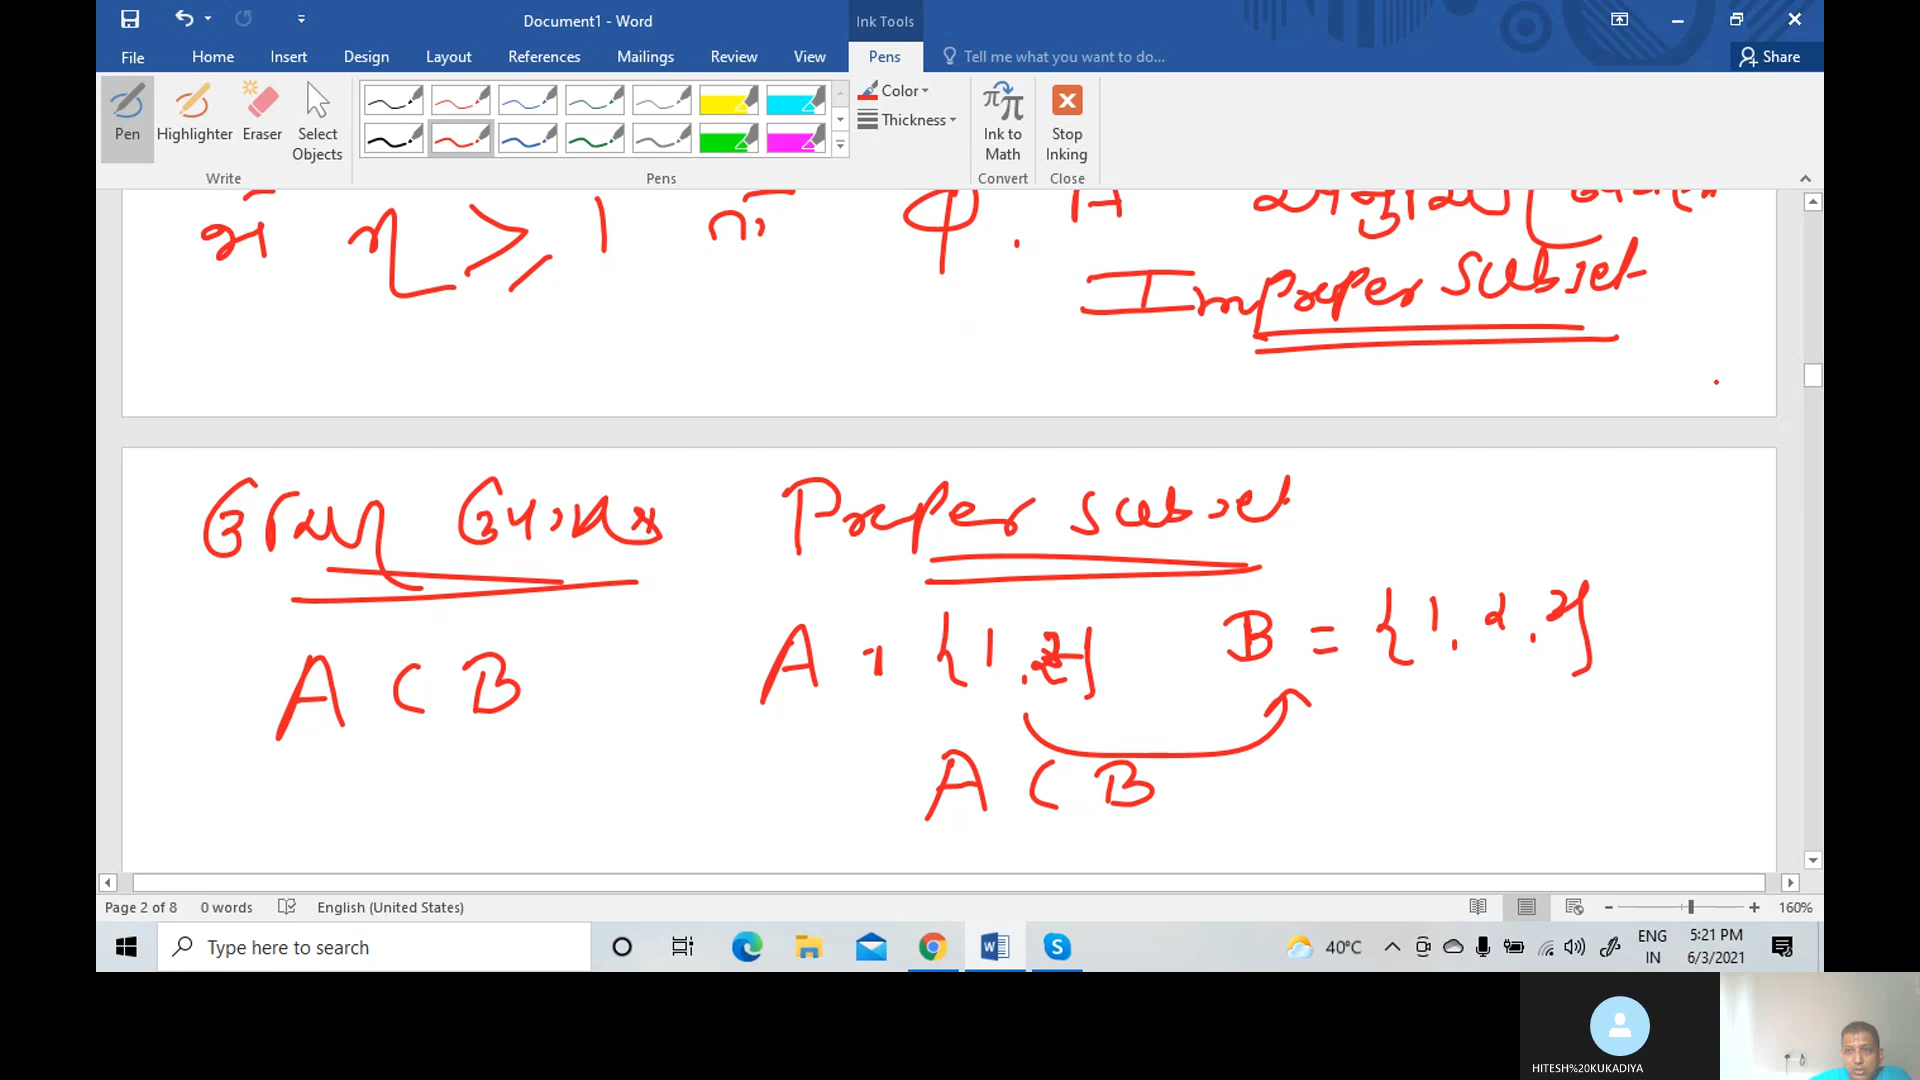 Document1 - Word
Ink Tools
File Home Insert Design Layout References Mailings Review View Pens Tell me what you want to do... Share
Pen Highlighter Eraser Select Objects
Color
Thickness
Ink to Math
Stop Inking
Write Pens Convert Close
n ⩾ 1
Improper subset
Proper subset
A = {1, 2} B = {1, 2, 3}
A ⊂ B
A ⊂ B
Page 2 of 8 0 words English (United States) 160%
Type here to search
40°C
ENG
IN
5:21 PM
6/3/2021
HITESH%20KUKADIYA